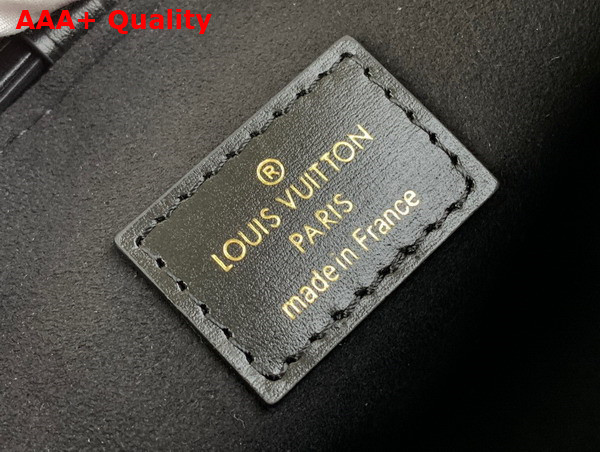 AAA+ Quality
®
LOUIS VUITTON
PARIS
made in France